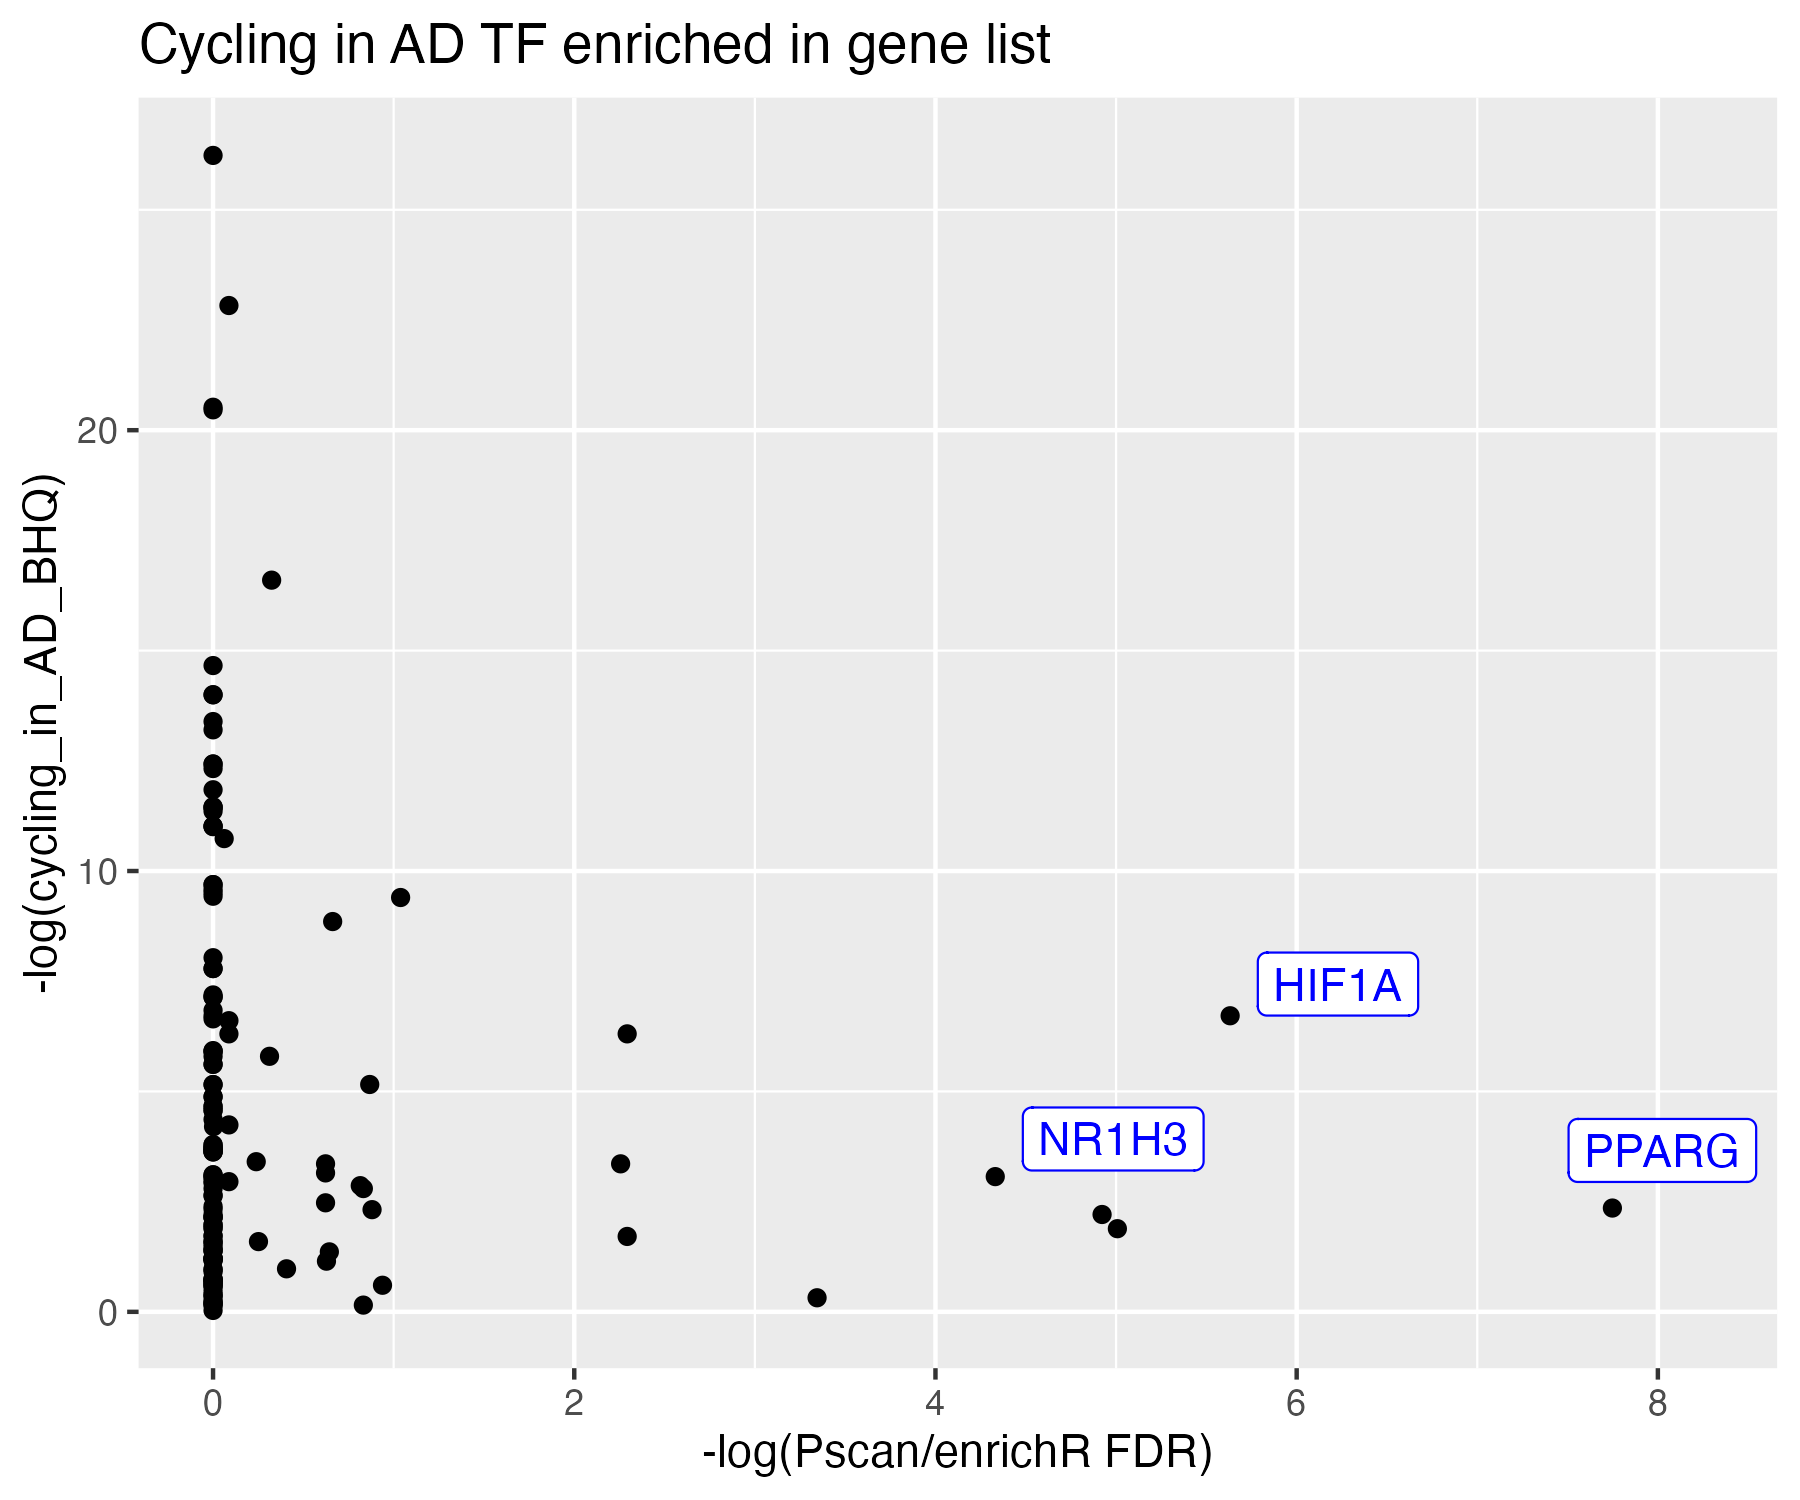 Cycling in AD TF enriched in gene list
-log(cycling_in_AD_BHQ)
20
10
0
HIF1A
NR1H3
PPARG
0 2 4 6 8
-log(Pscan/enrichR FDR)